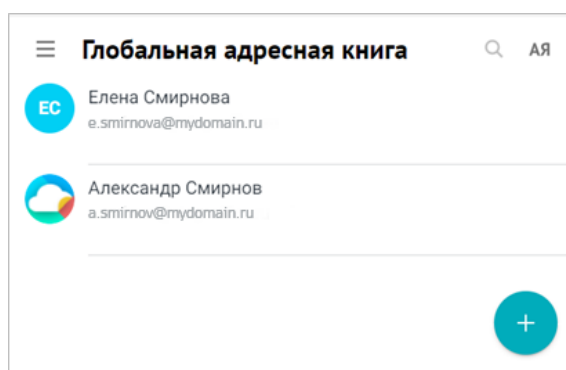 Глобальная адресная книга АЯ
ЕС Елена Смирнова
e.smirnova@mydomain.ru
Александр Смирнов
a.smirnov@mydomain.ru